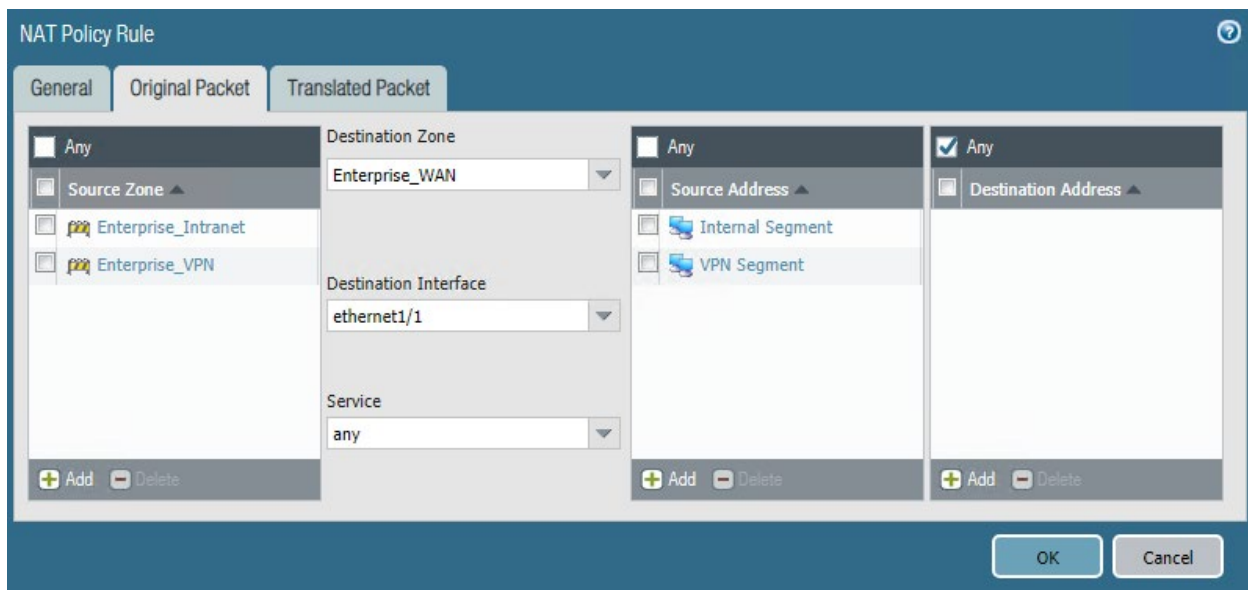 NAT Policy Rule
General
Original Packet
Translated Packet
Any
Source Zone
Enterprise_Intranet
Enterprise_VPN
Add
Delete
Destination Zone
Enterprise_WAN
Destination Interface
ethernet1/1
Service
any
Any
Source Address
Internal Segment
VPN Segment
Add
Delete
Any
Destination Address
Add
Delete
OK
Cancel